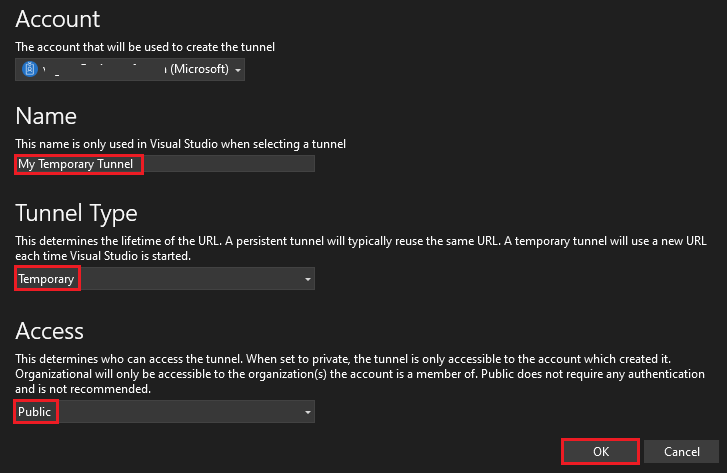 Account
The account that will be used to create the tunnel
(Microsoft)
Name
This name is only used in Visual Studio when selecting a tunnel
My Temporary Tunnel
Tunnel Type
This determines the lifetime of the URL. A persistent tunnel will typically reuse the same URL. A temporary tunnel will use a new URL
each time Visual Studio is started.
Temporary
Access
This determines who can access the tunnel. When set to private, the tunnel is only accessible to the account which created it.
Organizational will only be accessible to the organization(s) the account is a member of. Public does not require any authentication
and is not recommended.
Public
OK Cancel